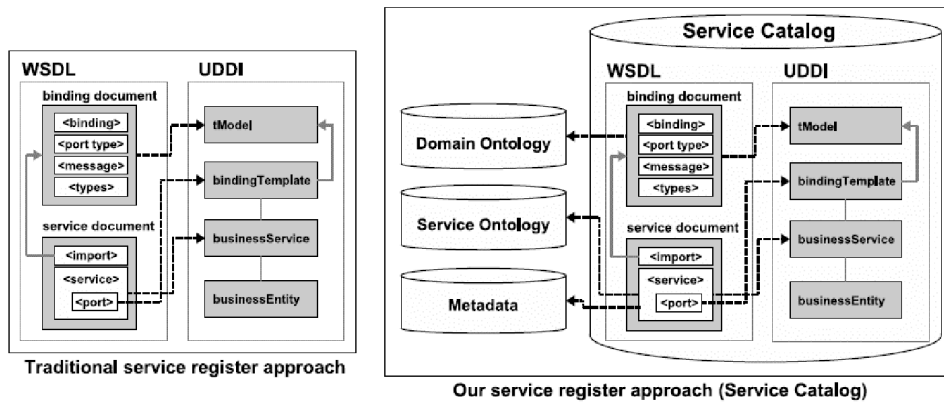 WSDL
binding document
<binding>
<port type>
<message>
<types>
service document
<import>
<service>
<port>
UDDI
tModel
bindingTemplate
businessService
businessEntity
Traditional service register approach
Service Catalog
Domain Ontology
Service Ontology
Metadata
WSDL
binding document
<binding>
<port type>
<message>
<types>
service document
<import>
<service>
<port>
UDDI
tModel
bindingTemplate
businessService
businessEntity
Our service register approach (Service Catalog)